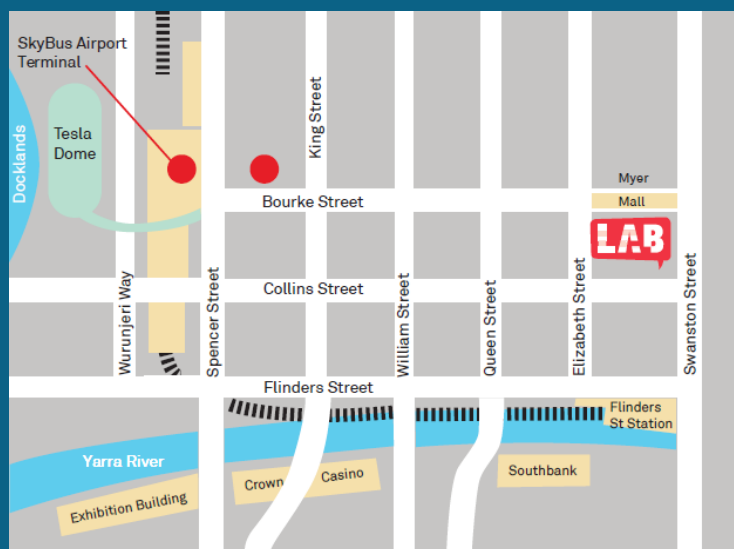 SkyBus Airport
Terminal
King Street
Docklands
Tesla
Dome
Myer
Bourke Street
Mall
LAB
Wurunjeri Way
Spencer Street
Collins Street
William Street
Queen Street
Elizabeth Street
Swanston Street
Flinders Street
Flinders
St Station
Yarra River
Crown
Casino
Southbank
Exhibition Building